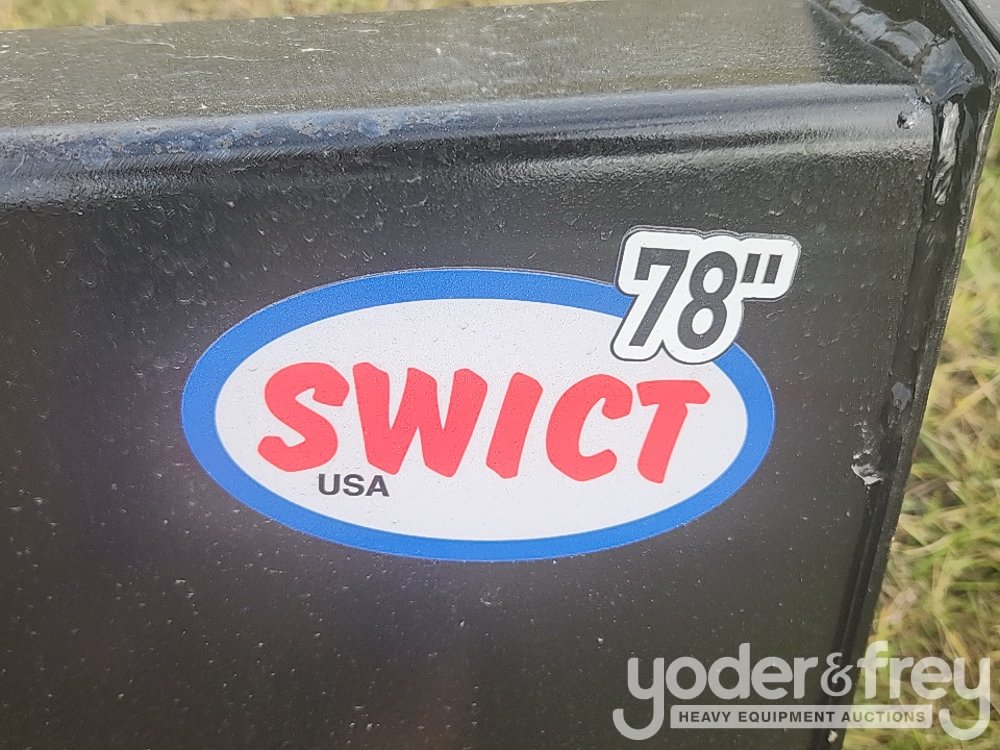 78"
SWICT
USA
yoder&frey
HEAVY EQUIPMENT AUCTIONS